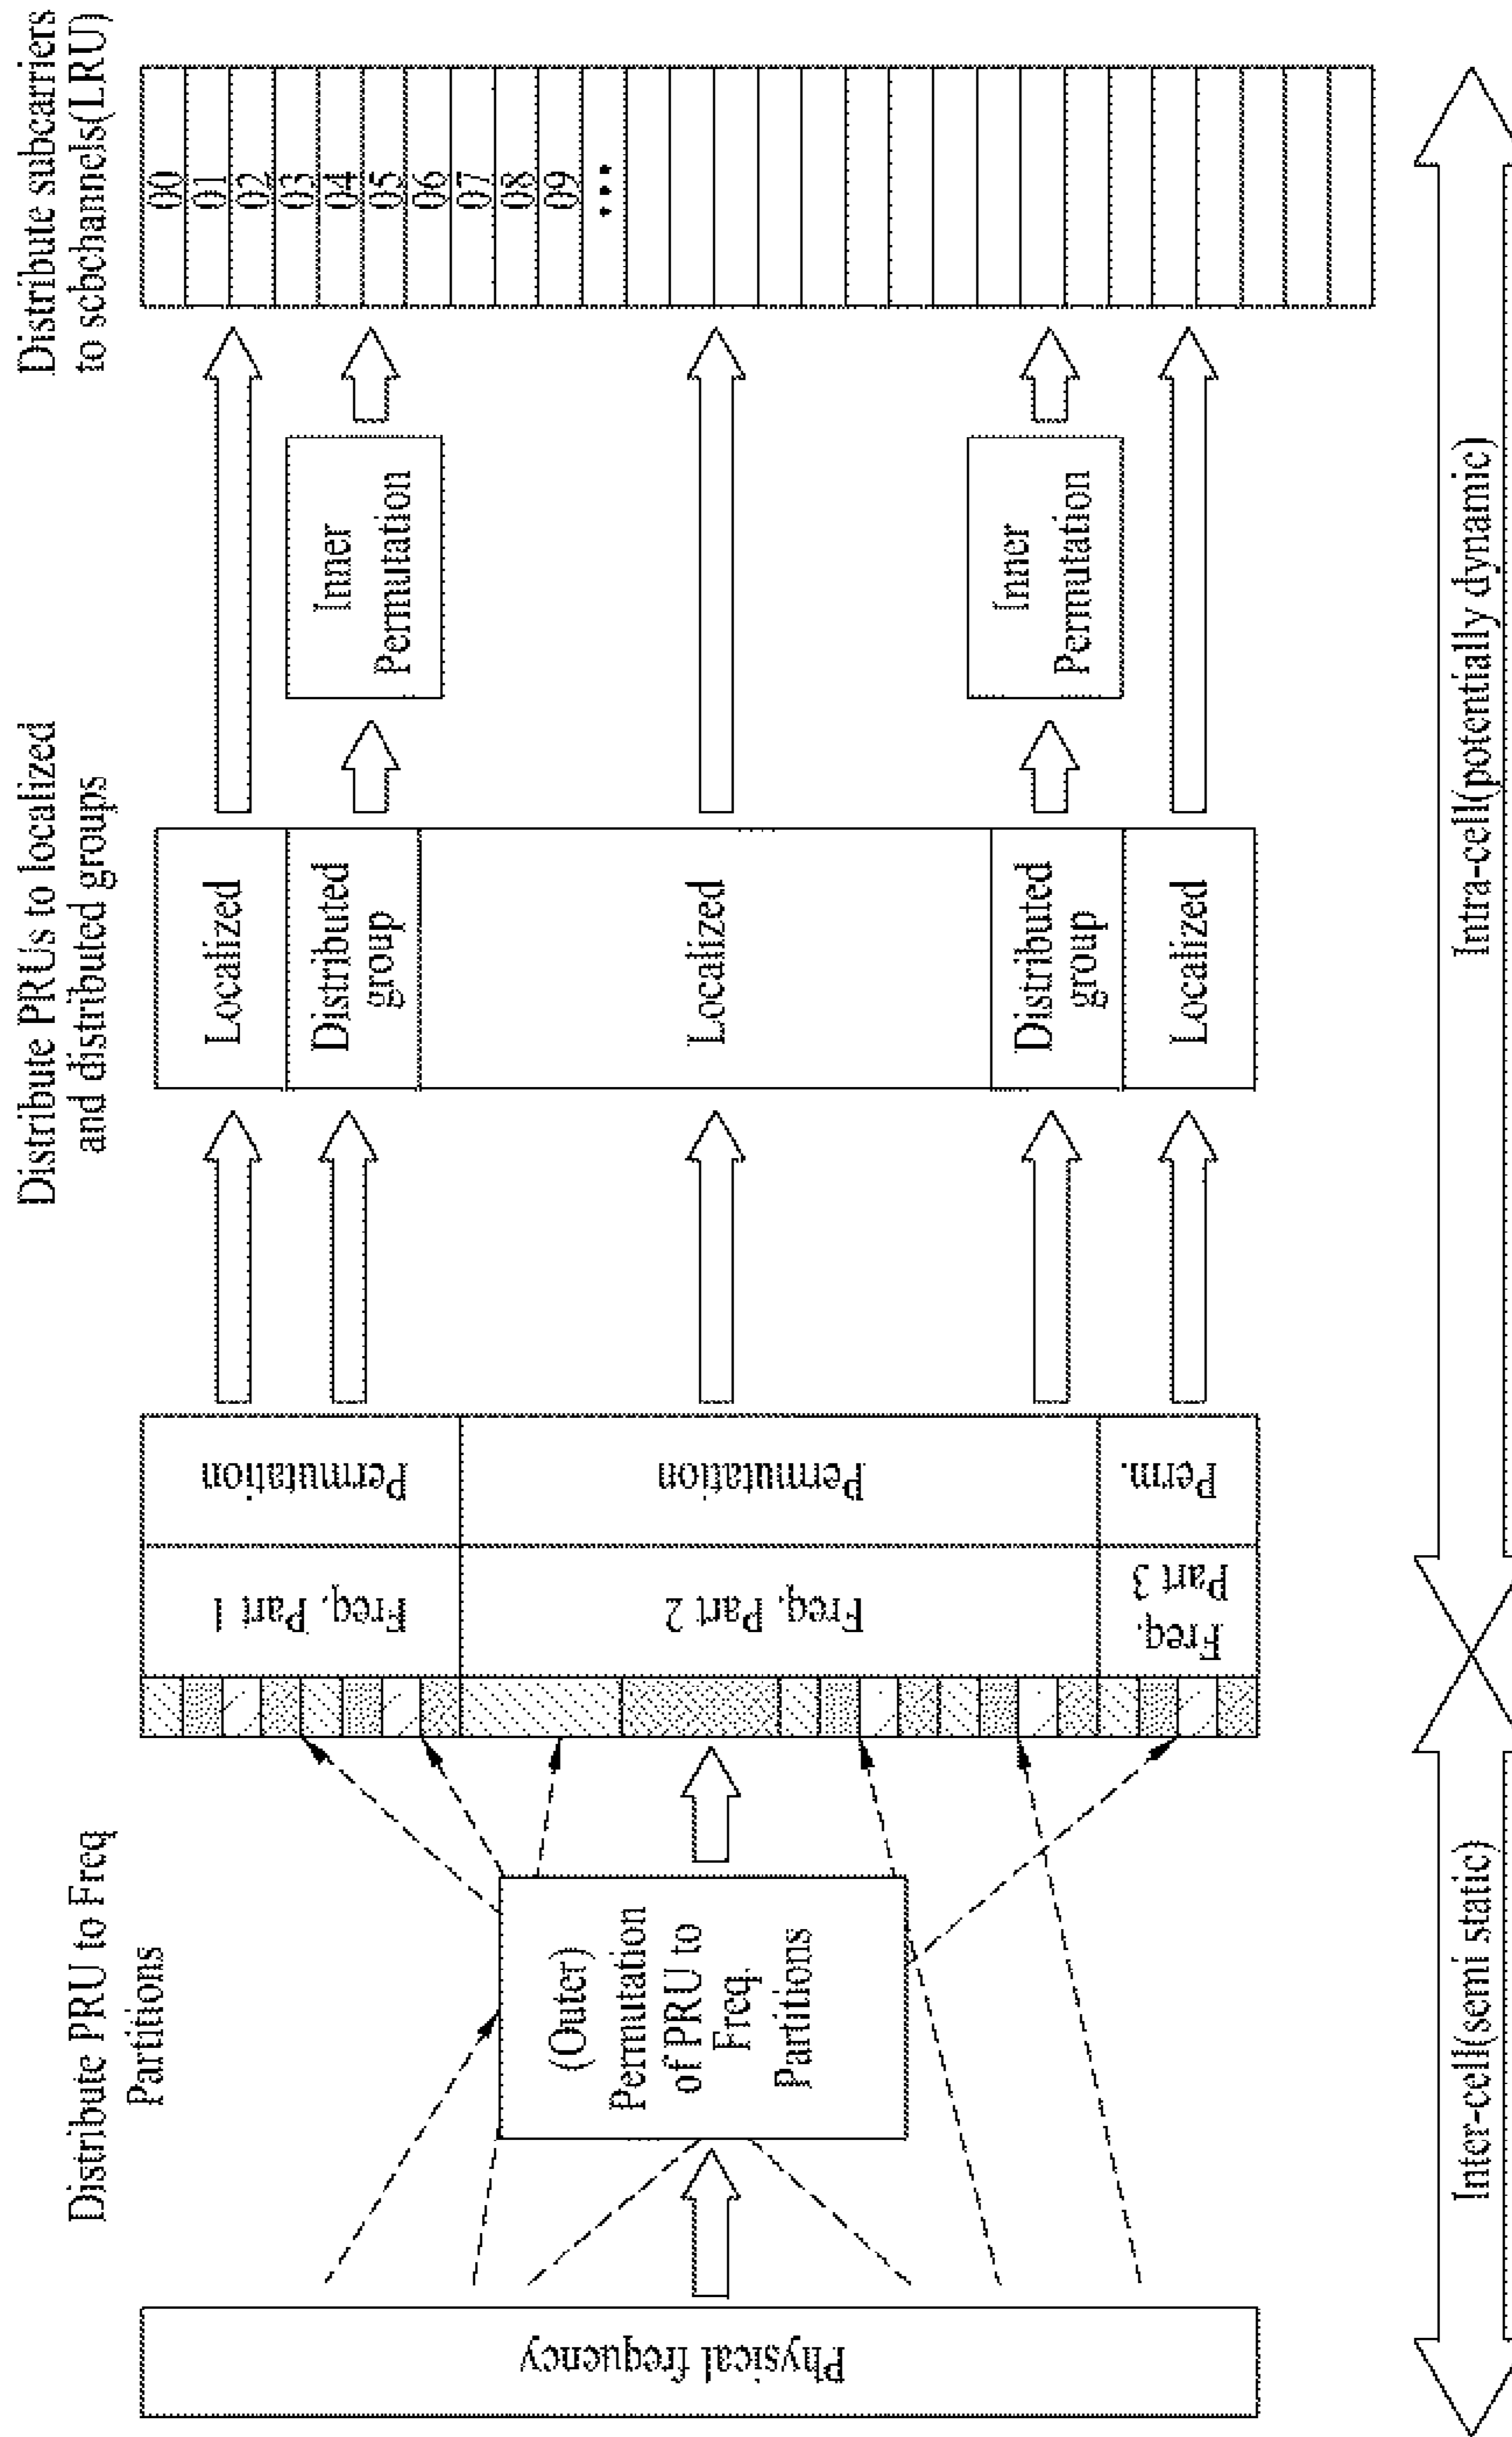 Distribute PRU to Freq
Partitions
Distribute PRUs to localized
and distributed groups
Distribute subcarriers
to scbchannels(LRU)
Physical frequency
(Outer)
Permutation
of PRU to
Freq.
Partitions
Freq. Part 1
Permutation
Freq. Part 2
Permutation
Freq.
Part 3
Perm.
Localized
Distributed
group
Localized
Distributed
group
Localized
Inner
Permutation
Inner
Permutation
00
01
02
03
04
05
06
07
08
09
•••
Inter-cell(semi static)
Intra-cell(potentially dynamic)